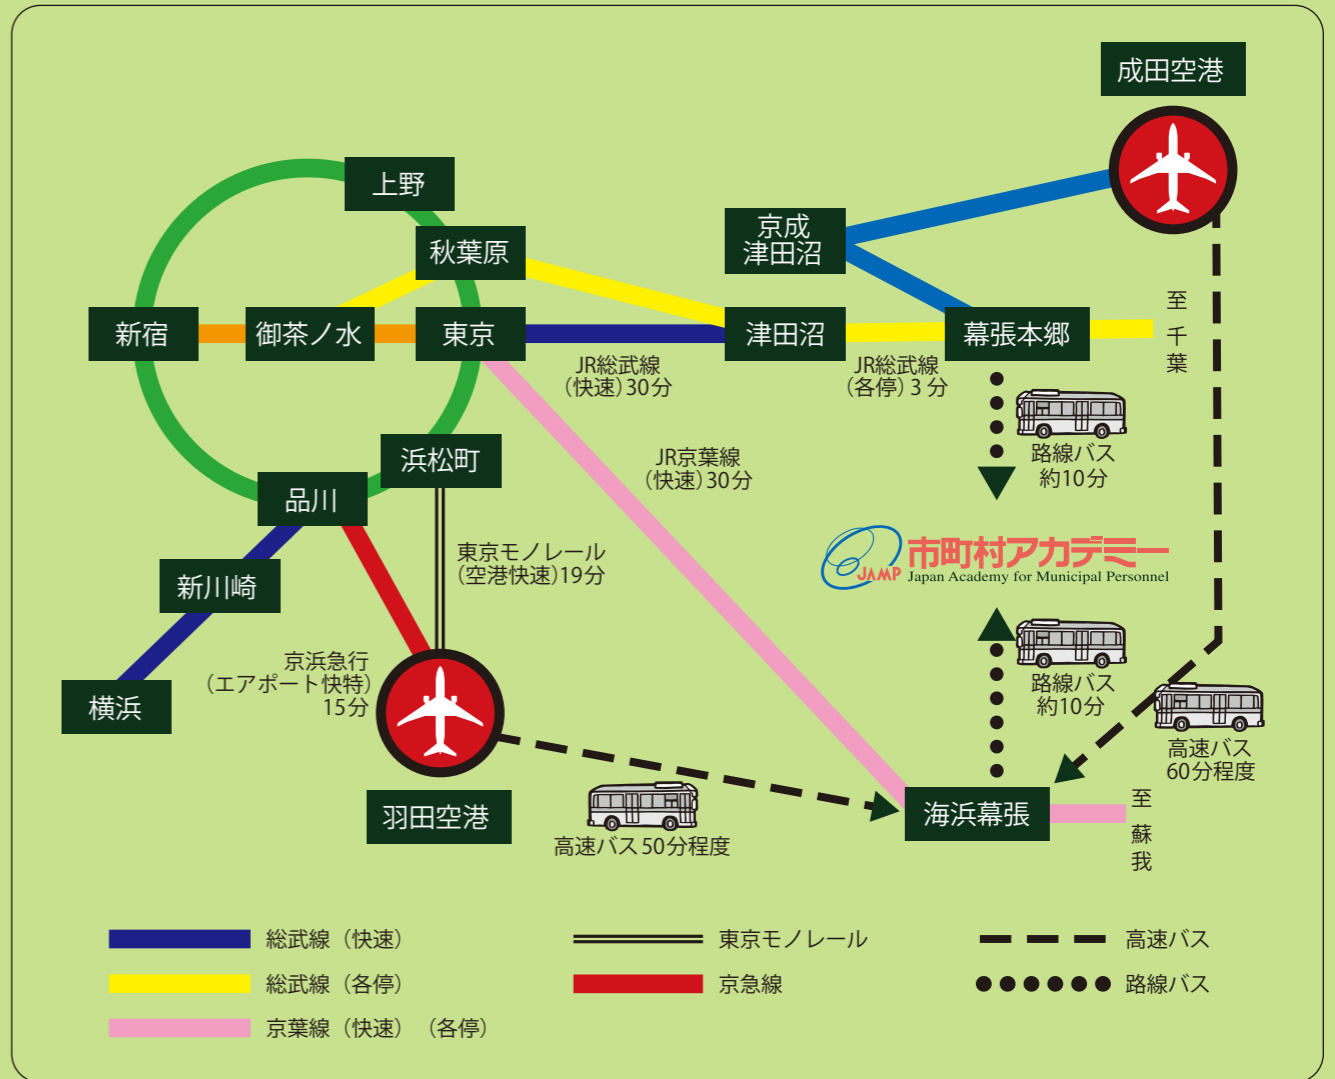 成田空港
上野
秋葉原
京成
津田沼
新宿
御茶ノ水
東京
津田沼
幕張本郷
至
千
葉
JR総武線
(快速)30分
JR総武線
(各停)3分
路線バス
約10分
浜松町
JR京葉線
(快速)30分
品川
東京モノレール
(空港快速)19分
JAMP
市町村アカデミー
Japan Academy for Municipal Personnel
新川崎
京浜急行
(エアポート快特)
15分
横浜
路線バス
約10分
高速バス
60分程度
羽田空港
高速バス50分程度
海浜幕張
至
蘇
我
総武線(快速)
東京モノレール
高速バス
総武線(各停)
京急線
路線バス
京葉線(快速)(各停)